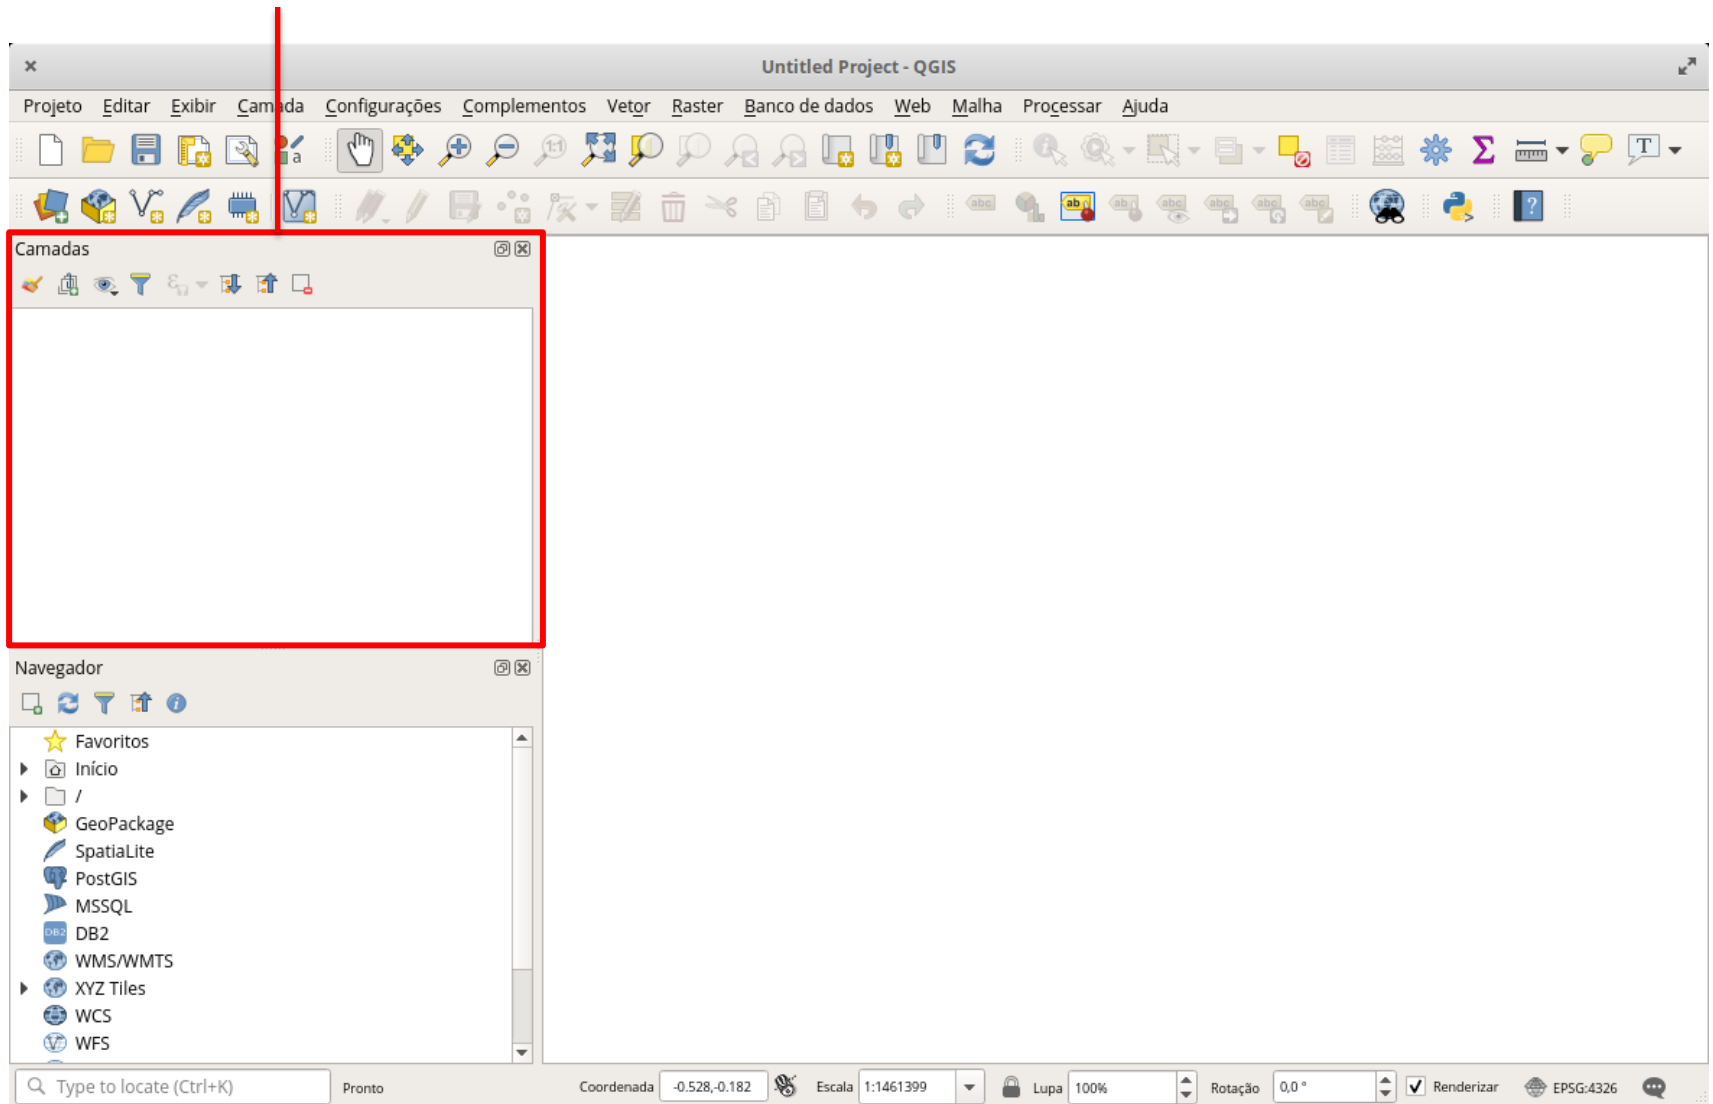 Untitled Project - QGIS
Projeto Editar Exibir Camada Configurações Complementos Vetor Raster Banco de dados Web Malha Processar Ajuda
Camadas
Navegador
Favoritos
Início
/
GeoPackage
SpatiaLite
PostGIS
MSSQL
DB2
WMS/WMTS
XYZ Tiles
WCS
WFS
Type to locate (Ctrl+K) Pronto Coordenada -0.528,-0.182 Escala 1:1461399 Lupa 100% Rotação 0,0 ° Renderizar EPSG:4326